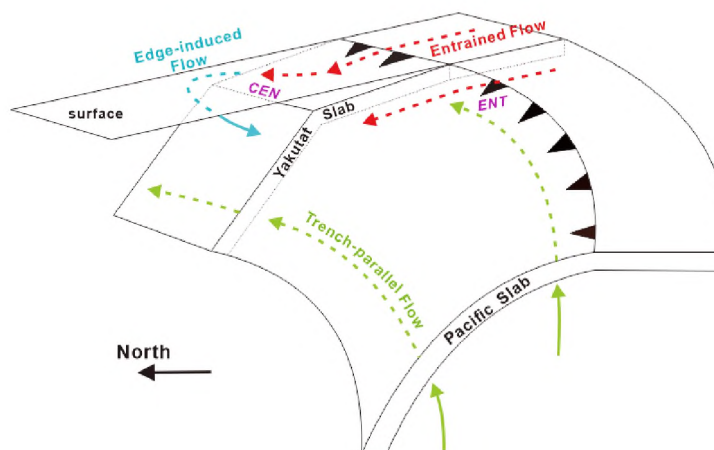 Edge-induced
Flow
Entrained Flow
CEN
surface
Slab
ENT
Yakutat
Trench-parallel Flow
Pacific Slab
North